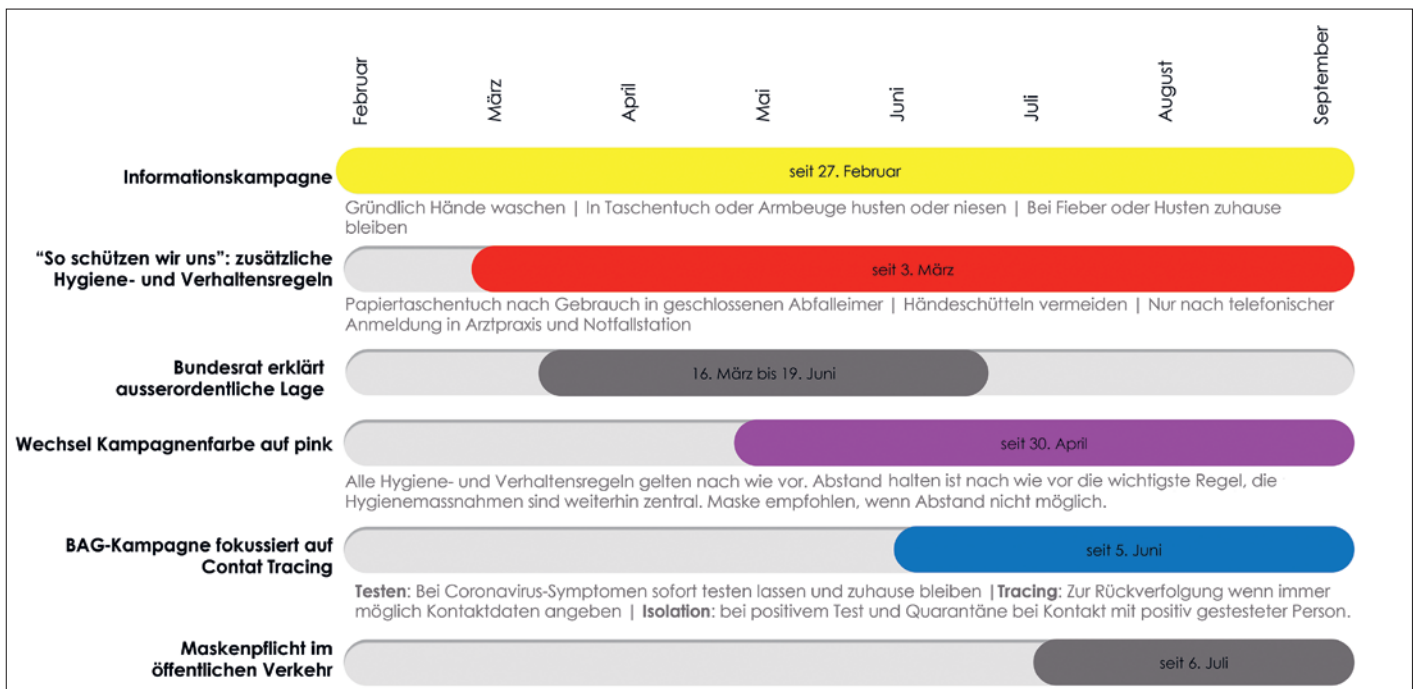 Februar
März
April
Mai
Juni
Juli
August
September
Informationskampagne
seit 27. Februar
Gründlich Hände waschen | In Taschentuch oder Armbeuge husten oder niesen | Bei Fieber oder Husten zuhause
bleiben
“So schützen wir uns”: zusätzliche
Hygiene- und Verhaltensregeln
seit 3. März
Papiertaschentuch nach Gebrauch in geschlossenen Abfalleimer | Händeschütteln vermeiden | Nur nach telefonischer
Anmeldung in Arztpraxis und Notfallstation
Bundesrat erklärt
ausserordentliche Lage
16. März bis 19. Juni
Wechsel Kampagnenfarbe auf pink
seit 30. April
Alle Hygiene- und Verhaltensregeln gelten nach wie vor. Abstand halten ist nach wie vor die wichtigste Regel, die
Hygienemassnahmen sind weiterhin zentral. Maske empfohlen, wenn Abstand nicht möglich.
BAG-Kampagne fokussiert auf
Contat Tracing
seit 5. Juni
Testen: Bei Coronavirus-Symptomen sofort testen lassen und zuhause bleiben |Tracing: Zur Rückverfolgung wenn immer
möglich Kontaktdaten angeben | Isolation: bei positivem Test und Quarantäne bei Kontakt mit positiv gestesteter Person.
Maskenpflicht im
öffentlichen Verkehr
seit 6. Juli